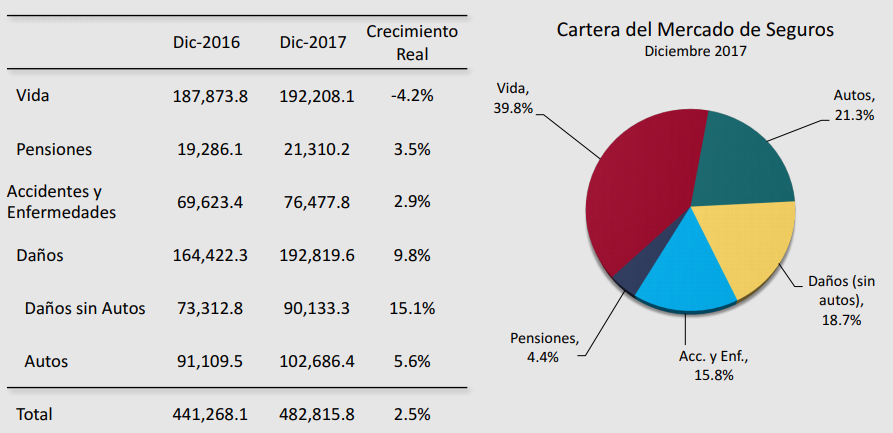 Dic-2016 Dic-2017 Crecimiento
Real
Vida 187,873.8 192,208.1 -4.2%
Pensiones 19,286.1 21,310.2 3.5%
Accidentes y
Enfermedades 69,623.4 76,477.8 2.9%
Daños 164,422.3 192,819.6 9.8%
Daños sin Autos 73,312.8 90,133.3 15.1%
Autos 91,109.5 102,686.4 5.6%
Total 441,268.1 482,815.8 2.5%
Cartera del Mercado de Seguros
Diciembre 2017
Vida,
39.8%
Autos,
21.3%
Daños (sin
autos),
18.7%
Pensiones,
4.4%
Acc. y Enf.,
15.8%